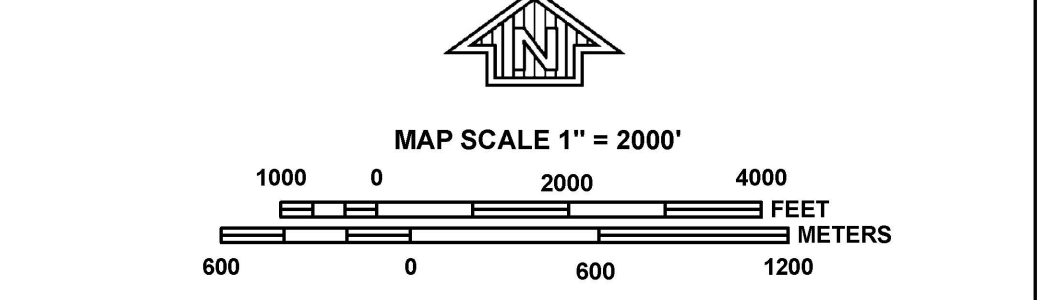 N
MAP SCALE 1" = 2000'
1000 0 2000 4000
FEET
METERS
600 0 600 1200